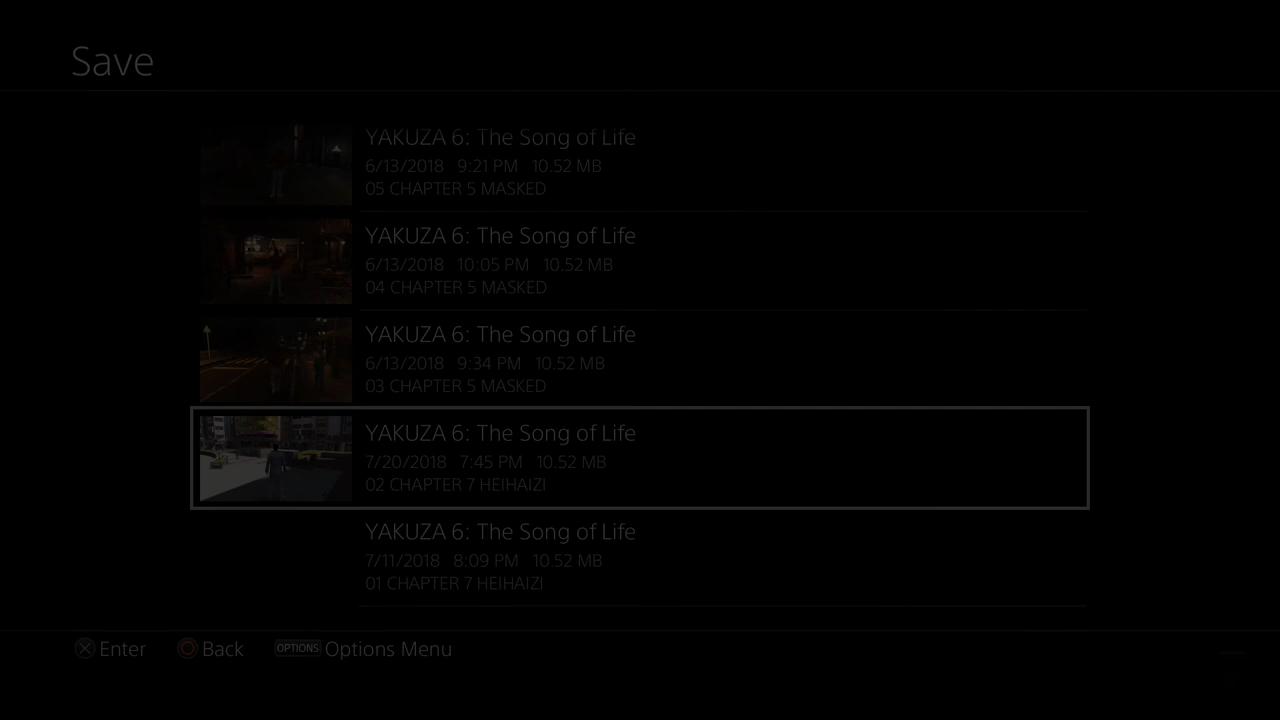 Save
YAKUZA 6: The Song of Life
6/13/2018 9:21 PM 10.52 MB
05 CHAPTER 5 MASKED
YAKUZA 6: The Song of Life
6/13/2018 10:05 PM 10.52 MB
04 CHAPTER 5 MASKED
YAKUZA 6: The Song of Life
6/13/2018 9:34 PM 10.52 MB
03 CHAPTER 5 MASKED
YAKUZA 6: The Song of Life
7/20/2018 7:45 PM 10.52 MB
02 CHAPTER 7 HEIHAIZI
YAKUZA 6: The Song of Life
7/11/2018 8:09 PM 10.52 MB
01 CHAPTER 7 HEIHAIZI
Enter Back OPTIONS Options Menu